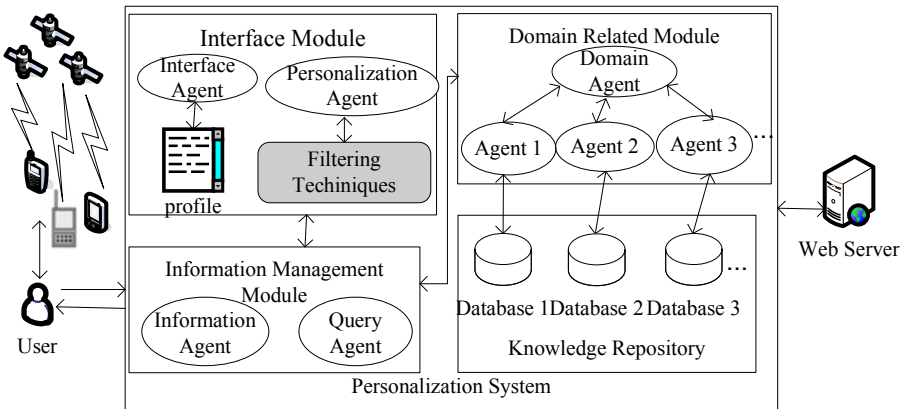 Interface Module
Interface
Agent
Personalization
Agent
Filtering
Techiniques
profile
Domain Related Module
Domain
Agent
Agent 1
Agent 2
Agent 3
...
Information Management
Module
Information
Agent
Query
Agent
Database 1
Database 2
Database 3
...
Knowledge Repository
Personalization System
User
Web Server